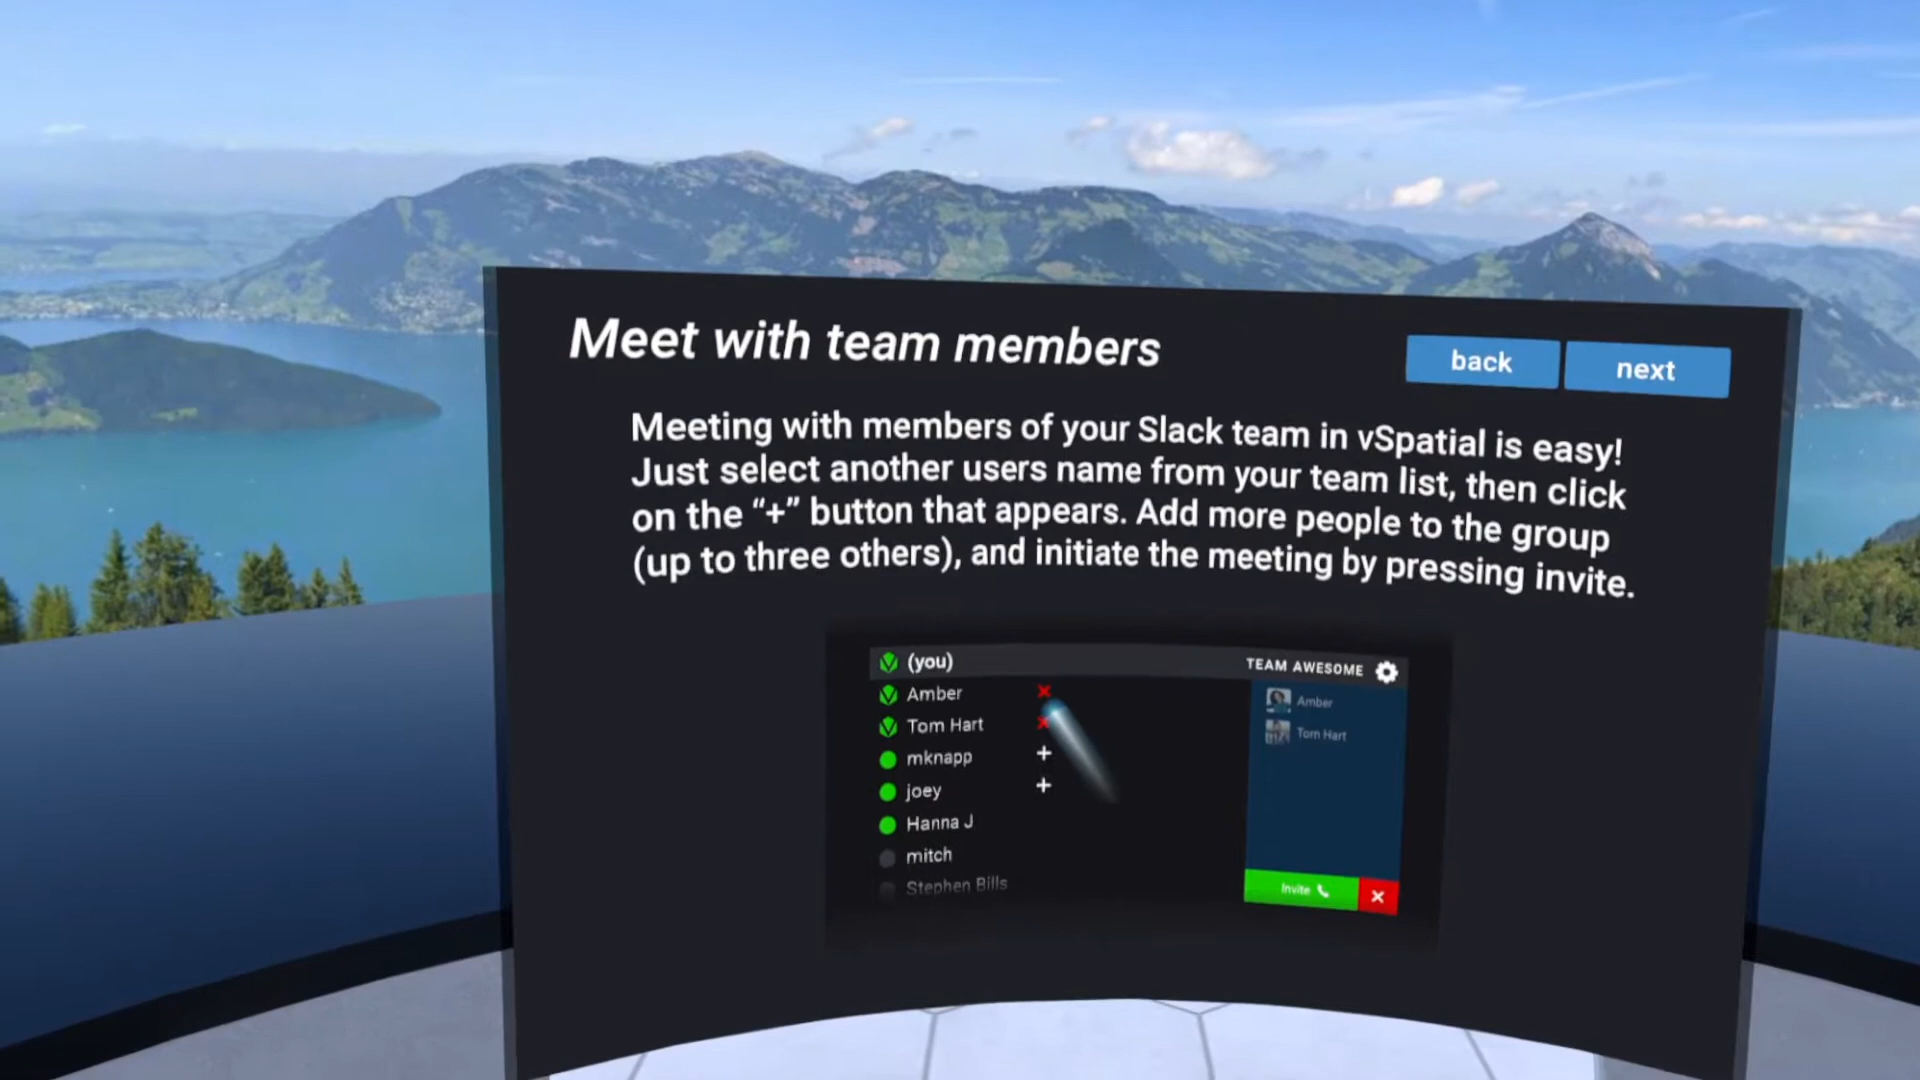 Meet with team members
back
next
Meeting with members of your Slack team in vSpatial is easy!
Just select another users name from your team list, then click
on the “+” button that appears. Add more people to the group
(up to three others), and initiate the meeting by pressing invite.
(you)
TEAM AWESOME
Amber
Tom Hart
mknapp
+
joey
+
Hanna J
mitch
Stephen Bills
Amber
Tom Hart
Invite